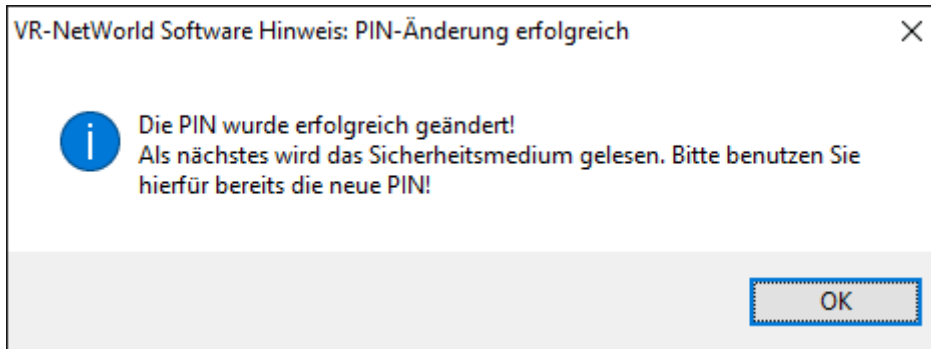 VR-NetWorld Software Hinweis: PIN-Änderung erfolgreich
Die PIN wurde erfolgreich geändert!
Als nächstes wird das Sicherheitsmedium gelesen. Bitte benutzen Sie
hierfür bereits die neue PIN!
OK